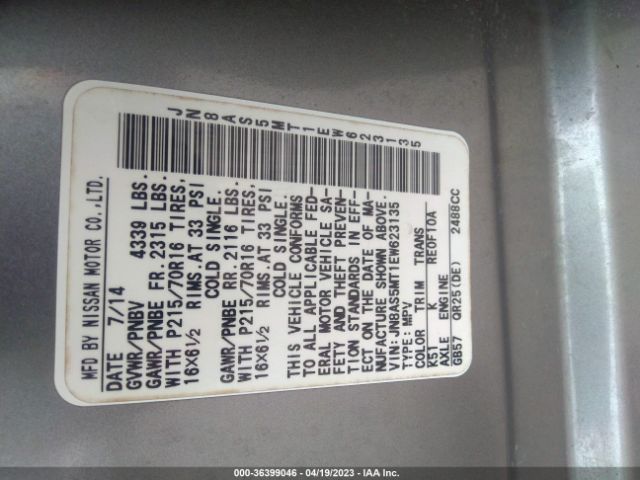 JN8AS5MT1EW623135
MFD BY NISSAN MOTOR CO.,LTD.
DATE 7/14
GVWR/PNBV 4339 LBS.
GAWR/PNBE FR. 2315 LBS.
WITH P215/70R16 TIRES,
16X6½ RIMS.AT 33 PSI
COLD SINGLE.
GAWR/PNBE RR. 2116 LBS.
WITH P215/70R16 TIRES,
16X6½ RIMS.AT 33 PSI
COLD SINGLE.
THIS VEHICLE CONFORMS
TO ALL APPLICABLE FED-
ERAL MOTOR VEHICLE SA-
FETY AND THEFT PREVEN-
TION STANDARDS IN EFF-
ECT ON THE DATE OF MA-
NUFACTURE SHOWN ABOVE.
VIN: JN8AS5MT1EW623135
TYPE: MPV
COLOR TRIM TRANS
K51 K RE0F10A
AXLE ENGINE
GB57 QR25(DE) 2488CC
000-36399046 / 04/19/2023 / IAA Inc.